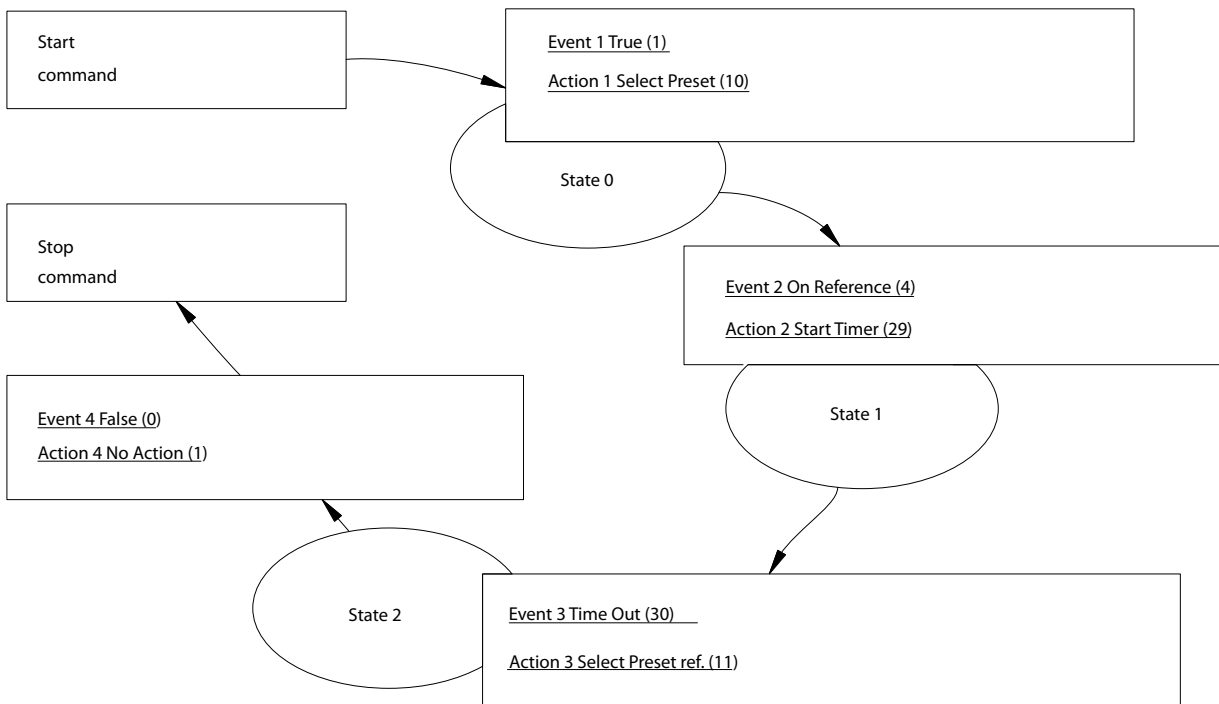 Start
command
Event 1 True (1)
Action 1 Select Preset (10)
State 0
Stop
command
Event 2 On Reference (4)
Action 2 Start Timer (29)
Event 4 False (0)
Action 4 No Action (1)
State 1
State 2
Event 3 Time Out (30)
Action 3 Select Preset ref. (11)